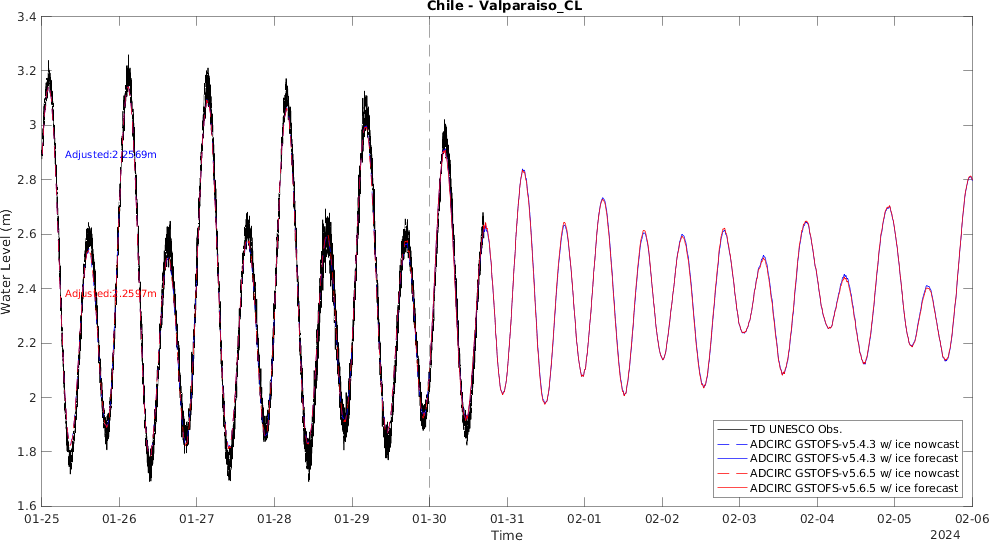 Chile - Valparaiso_CL
3.4
3.2
3
2.8
2.6
2.4
2.2
2
1.8
1.6
Water Level (m)
Adjusted:2.2569m
Adjusted:2.2597m
TD UNESCO Obs.
ADCIRC GSTOFS-v5.4.3 w/ ice nowcast
ADCIRC GSTOFS-v5.4.3 w/ ice forecast
ADCIRC GSTOFS-v5.6.5 w/ ice nowcast
ADCIRC GSTOFS-v5.6.5 w/ ice forecast
01-25 01-26 01-27 01-28 01-29 01-30 01-31 02-01 02-02 02-03 02-04 02-05 02-06
Time
2024